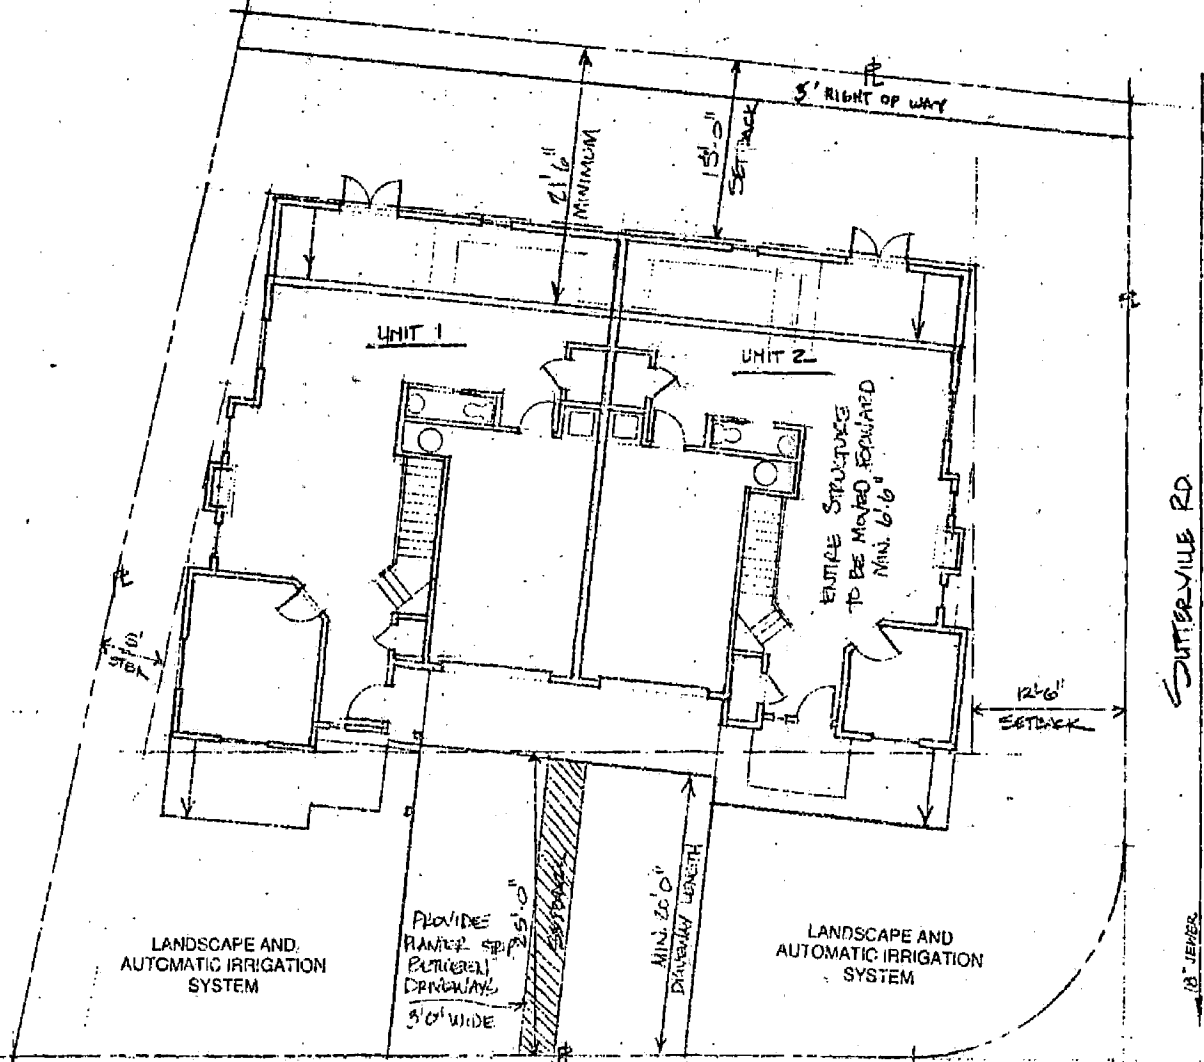 5' RIGHT OF WAY
21'6"
MINIMUM
15'-0"
SETBACK
UNIT 1
UNIT 2
ENTIRE STRUCTURE
TO BE MOVED FORWARD
MIN. 6'6"
SUTTERVILLE RD.
12'6"
SETBACK
25'-0"
MIN. 20'0"
DRIVEWAY LENGTH
PROVIDE
PLANTER STRIP
BETWEEN
DRIVEWAYS
3'0" WIDE
LANDSCAPE AND
AUTOMATIC IRRIGATION
SYSTEM
LANDSCAPE AND
AUTOMATIC IRRIGATION
SYSTEM
18" SEWER